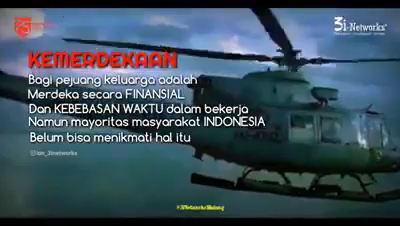 3i-Networks®
KEMERDEKAAN
Bagi pejuang keluarga adalah
Merdeka secara FINANSIAL
Dan KEBEBASAN WAKTU dalam bekerja
Namun mayoritas masyarakat INDONESIA
Belum bisa menikmati hal itu
@ian_3inetworks